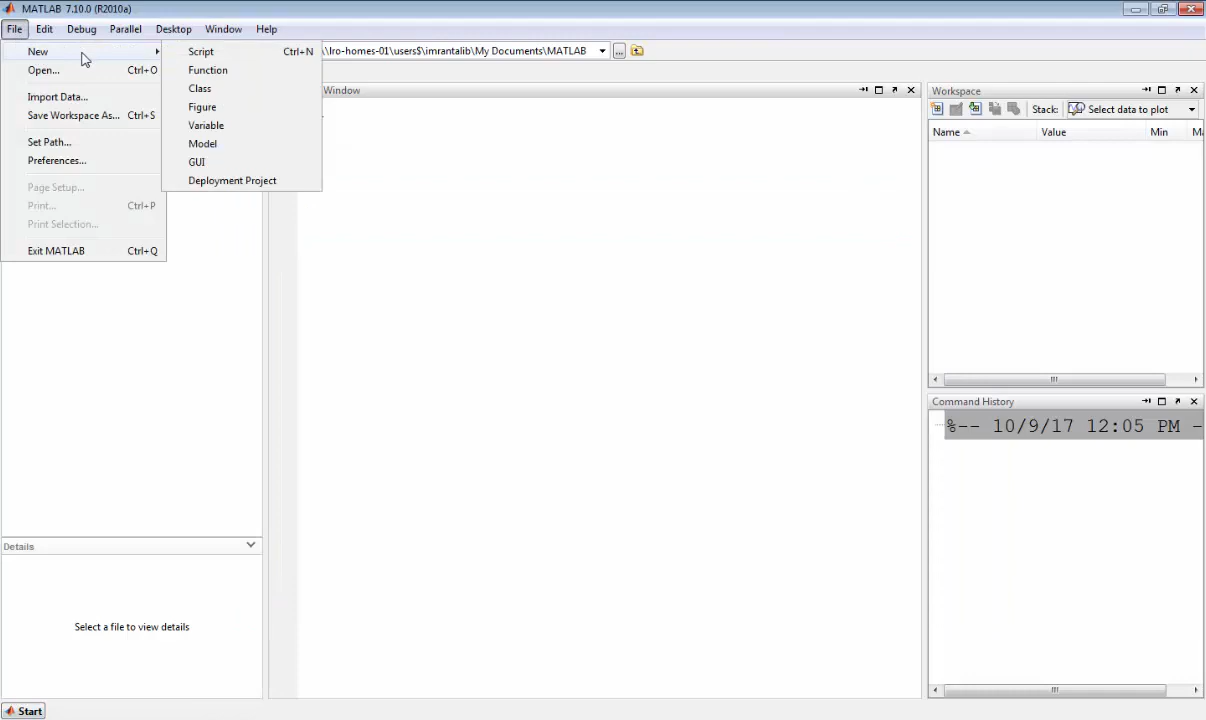 MATLAB 7.10.0 (R2010a)
File Edit Debug Parallel Desktop Window Help
New
Open... Ctrl+O
Import Data...
Save Workspace As... Ctrl+S
Set Path...
Preferences...
Page Setup...
Print... Ctrl+P
Print Selection...
Exit MATLAB Ctrl+Q
Script Ctrl+N
Function
Class
Figure
Variable
Model
GUI
Deployment Project
\lro-homes-01\users$\imrantalib\My Documents\MATLAB
...
Window
Workspace
Stack: Select data to plot
Name Value Min
Command History
%-- 10/9/17 12:05 PM -
Details
Select a file to view details
Start